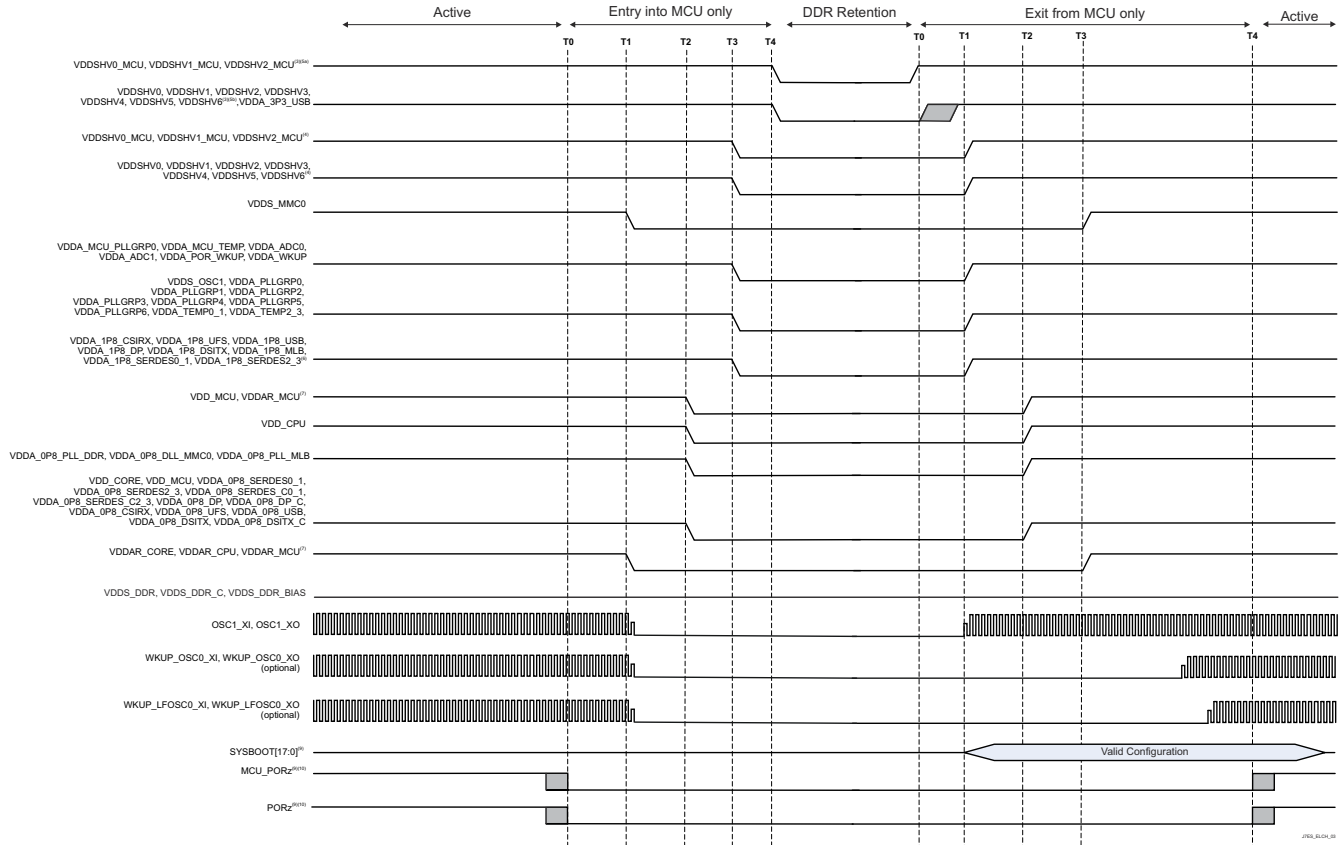 Active
Entry into MCU only
DDR Retention
Exit from MCU only
Active
T0
T1
T2
T3
T4
T0
T1
T2
T3
T4
VDDSHV0_MCU, VDDSHV1_MCU, VDDSHV2_MCU(3)(5a)
VDDSHV0, VDDSHV1, VDDSHV2, VDDSHV3,
VDDSHV4, VDDSHV5, VDDSHV6(3)(5b),VDDA_3P3_USB
VDDSHV0_MCU, VDDSHV1_MCU, VDDSHV2_MCU(4)
VDDSHV0, VDDSHV1, VDDSHV2, VDDSHV3,
VDDSHV4, VDDSHV5, VDDSHV6(4)
VDDS_MMC0
VDDA_MCU_PLLGRP0, VDDA_MCU_TEMP, VDDA_ADC0,
VDDA_ADC1, VDDA_POR_WKUP, VDDA_WKUP
VDDS_OSC1, VDDA_PLLGRP0,
VDDA_PLLGRP1, VDDA_PLLGRP2,
VDDA_PLLGRP3, VDDA_PLLGRP4, VDDA_PLLGRP5,
VDDA_PLLGRP6, VDDA_TEMP0_1, VDDA_TEMP2_3,
VDDA_1P8_CSIRX, VDDA_1P8_UFS, VDDA_1P8_USB,
VDDA_1P8_DP, VDDA_1P8_DSITX, VDDA_1P8_MLB,
VDDA_1P8_SERDES0_1, VDDA_1P8_SERDES2_3
VDD_MCU, VDDAR_MCU(7)
VDD_CPU
VDDA_0P8_PLL_DDR, VDDA_0P8_DLL_MMC0, VDDA_0P8_PLL_MLB
VDD_CORE, VDD_MCU, VDDA_0P8_SERDES0_1,
VDDA_0P8_SERDES2_3, VDDA_0P8_SERDES_C0_1,
VDDA_0P8_SERDES_C2_3, VDDA_0P8_DP, VDDA_0P8_DP_C,
VDDA_0P8_CSIRX, VDDA_0P8_UFS, VDDA_0P8_USB,
VDDA_0P8_DSITX, VDDA_0P8_DSITX_C
VDDAR_CORE, VDDAR_CPU, VDDAR_MCU(7)
VDDS_DDR, VDDS_DDR_C, VDDS_DDR_BIAS
OSC1_XI, OSC1_XO
WKUP_OSC0_XI, WKUP_OSC0_XO
(optional)
WKUP_LFOSC0_XI, WKUP_LFOSC0_XO
(optional)
SYSBOOT[17:0]
Valid Configuration
MCU_PORz(9)(10)
PORz(9)(10)